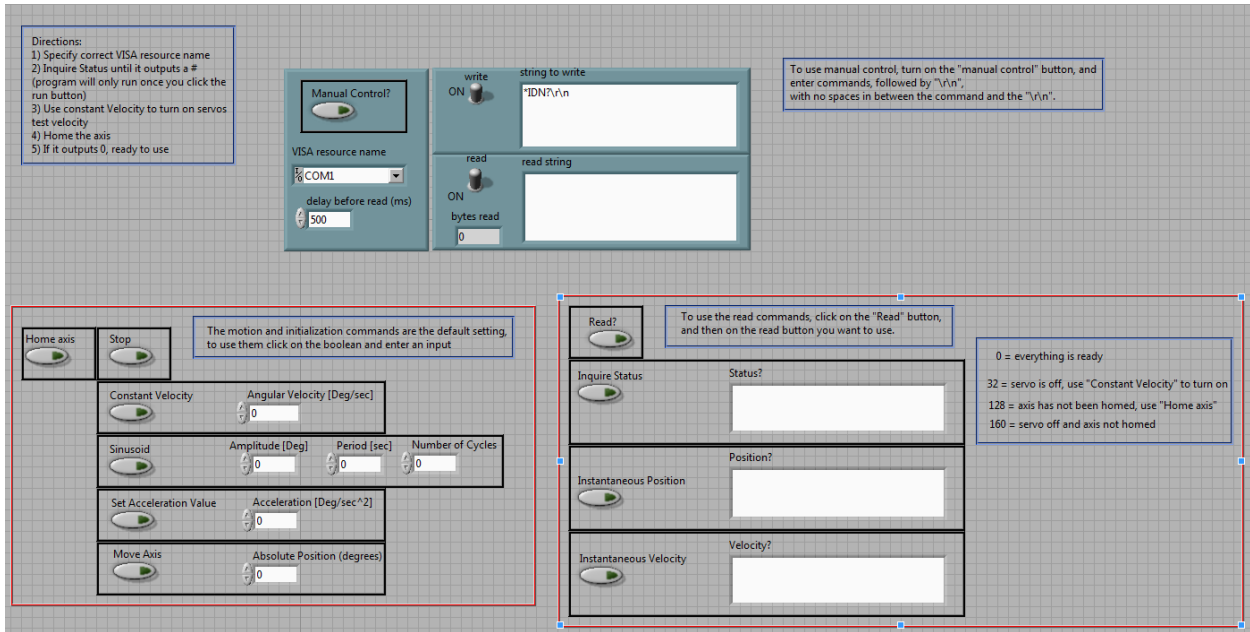 Directions:
1) Specify correct VISA resource name
2) Inquire Status until it outputs a #
(program will only run once you click the
run button)
3) Use constant Velocity to turn on servos
test velocity
4) Home the axis
5) If it outputs 0, ready to use
Manual Control?
VISA resource name
COM1
delay before read (ms)
500
write
ON
string to write
*IDN?\r\n
read
ON
read string
bytes read
0
To use manual control, turn on the "manual control" button, and
enter commands, followed by "\r\n",
with no spaces in between the command and the "\r\n".
Home axis
Stop
The motion and initialization commands are the default setting,
to use them click on the boolean and enter an input
Constant Velocity
Angular Velocity [Deg/sec]
0
Sinusoid
Amplitude [Deg]
0
Period [sec]
0
Number of Cycles
0
Set Acceleration Value
Acceleration [Deg/sec^2]
0
Move Axis
Absolute Position (degrees)
0
Read?
To use the read commands, click on the "Read" button,
and then on the read button you want to use.
Inquire Status
Status?
Instantaneous Position
Position?
Instantaneous Velocity
Velocity?
0 = everything is ready
32 = servo is off, use "Constant Velocity" to turn on
128 = axis has not been homed, use "Home axis"
160 = servo off and axis not homed